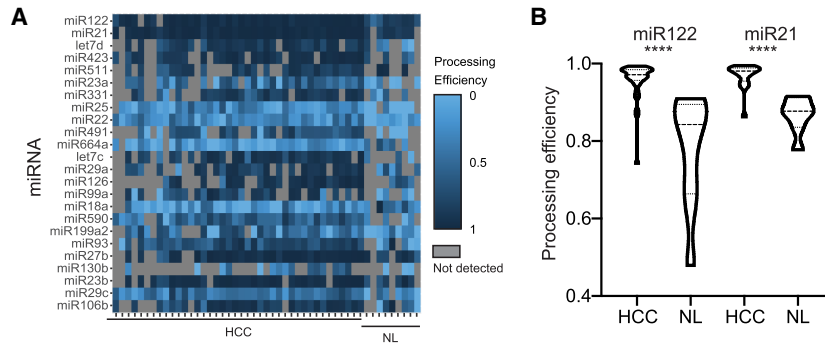 A
miRNA
miR122
miR21
let7d
miR423
miR511
miR23a
miR331
miR25
miR22
miR491
miR664a
let7c
miR29a
miR126
miR99a
miR18a
miR590
miR199a2
miR93
miR27b
miR130b
miR23b
miR29c
miR106b
HCC
NL
Processing
Efficiency
0
0.5
1
Not detected
B
miR122
miR21
****
****
Processing efficiency
1.0
0.8
0.6
0.4
HCC
NL
HCC
NL